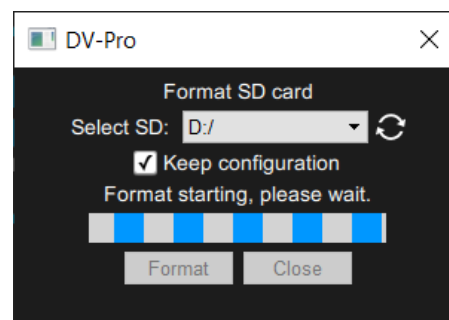 DV-Pro
Format SD card
Select SD: D:/
Keep configuration
Format starting, please wait.
Format Close